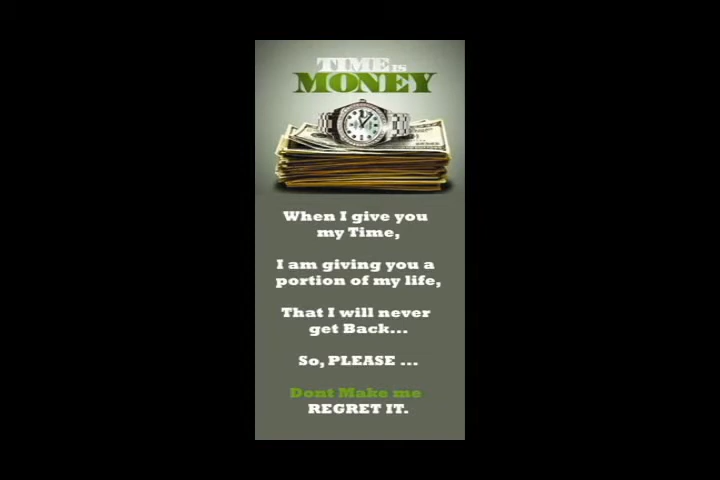 TIME IS
MONEY
When I give you
my Time,
I am giving you a
portion of my life,
That I will never
get Back...
So, PLEASE ...
Dont Make me
REGRET IT.